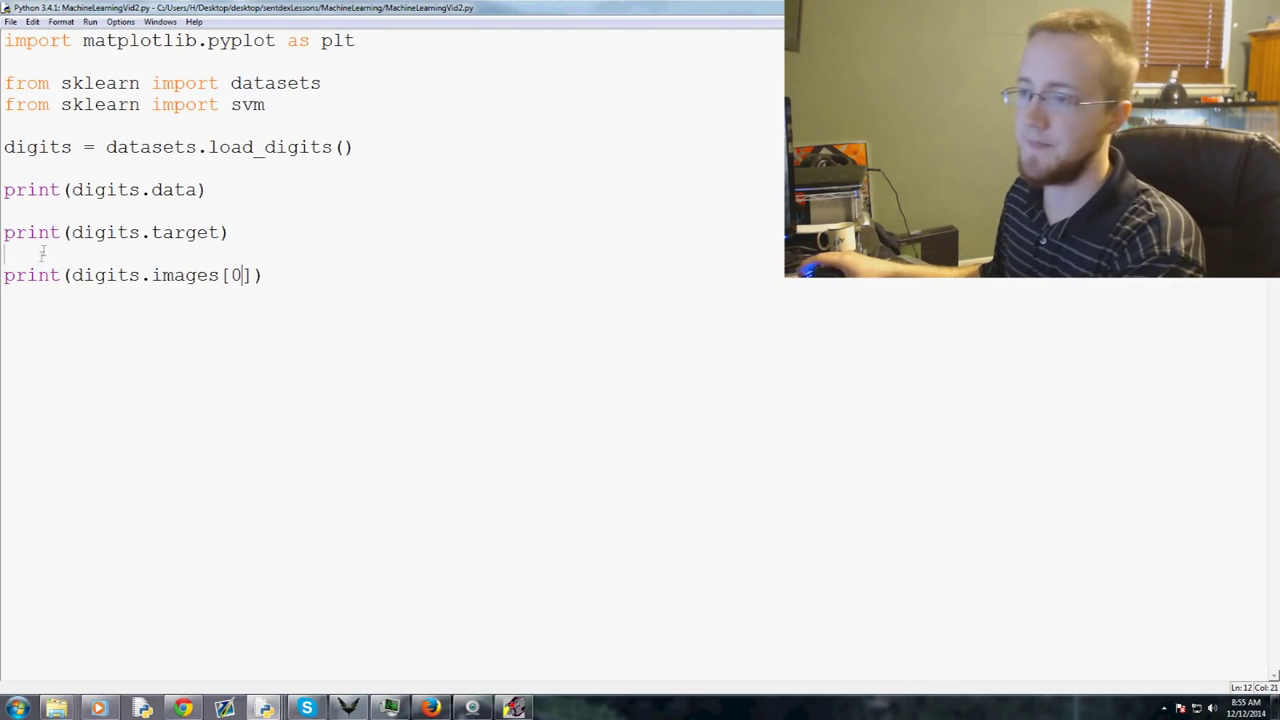 Python 3.4.1: MachineLearningVid2.py - C:/Users/H/Desktop/desktop/sentdexLessons/MachineLearning/MachineLearningVid2.py
File Edit Format Run Options Windows Help
import matplotlib.pyplot as plt
from sklearn import datasets
from sklearn import svm
digits = datasets.load_digits()
print(digits.data)
print(digits.target)
print(digits.images[0])
Ln: 12 Col: 21
8:55 AM
12/12/2014